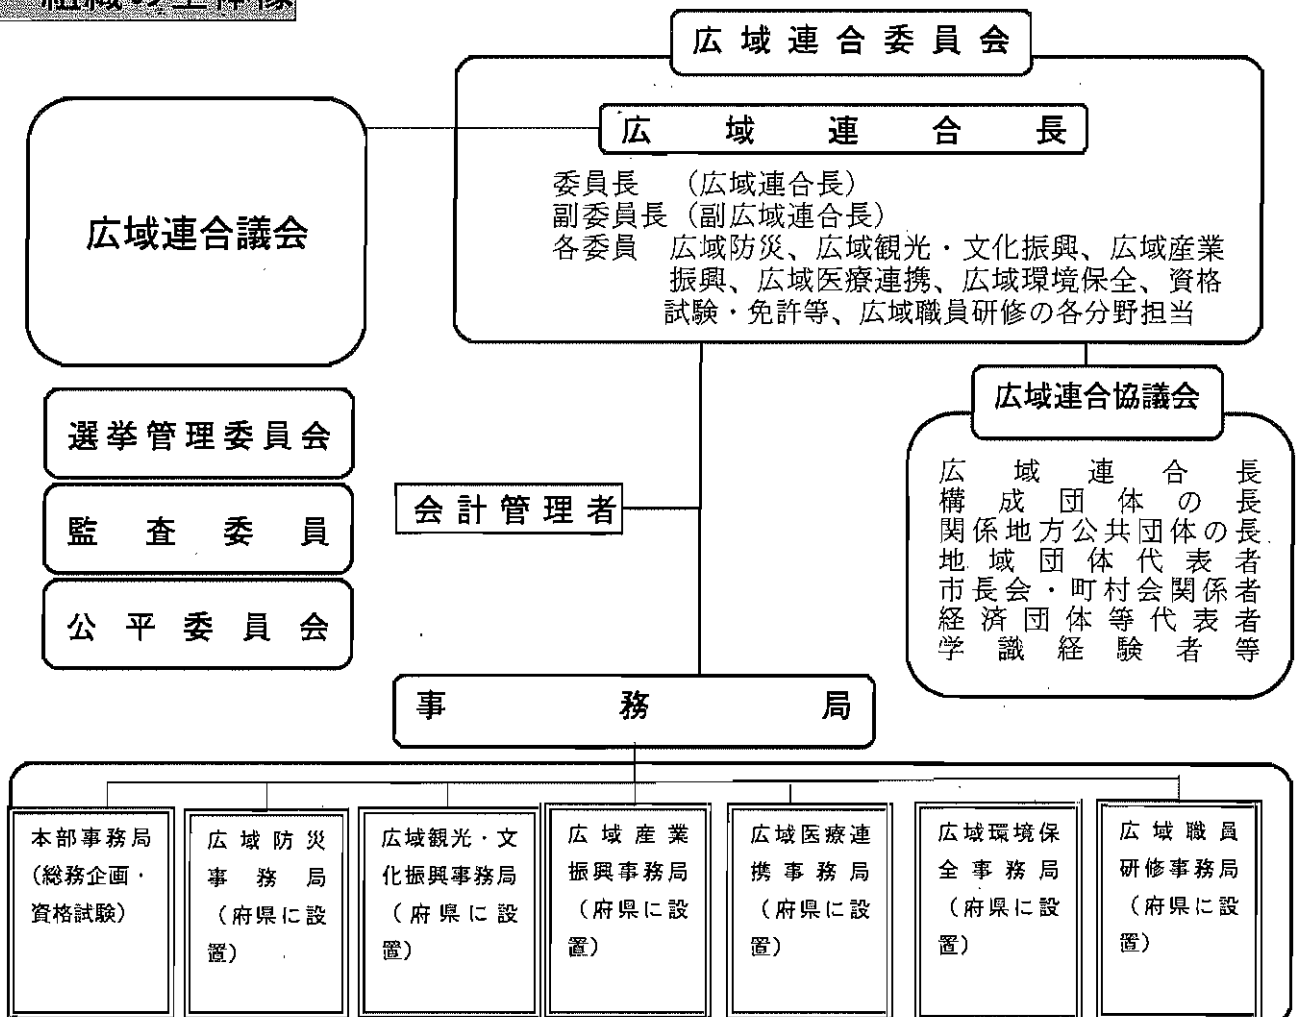 組織の全体像
広域連合委員会
広域連合長
委員長 （広域連合長）
副委員長（副広域連合長）
各委員 広域防災、広域観光・文化振興、広域産業
振興、広域医療連携、広域環境保全、資格
試験・免許等、広域職員研修の各分野担当
広域連合議会
選挙管理委員会
監査委員
公平委員会
会計管理者
広域連合協議会
広域連合長
構成団体の長
関係地方公共団体の長
地域団体代表者
市長会・町村会関係者
経済団体等代表者
学識経験者等
事務局
本部事務局
（総務企画・
資格試験）
広域防災
事務局
（府県に設
置）
広域観光・文
化振興事務局
（府県に設
置）
広域産業
振興事務局
（府県に設
置）
広域医療連
携事務局
（府県に設
置）
広域環境保
全事務局
（府県に設
置）
広域職員
研修事務局
（府県に設
置）